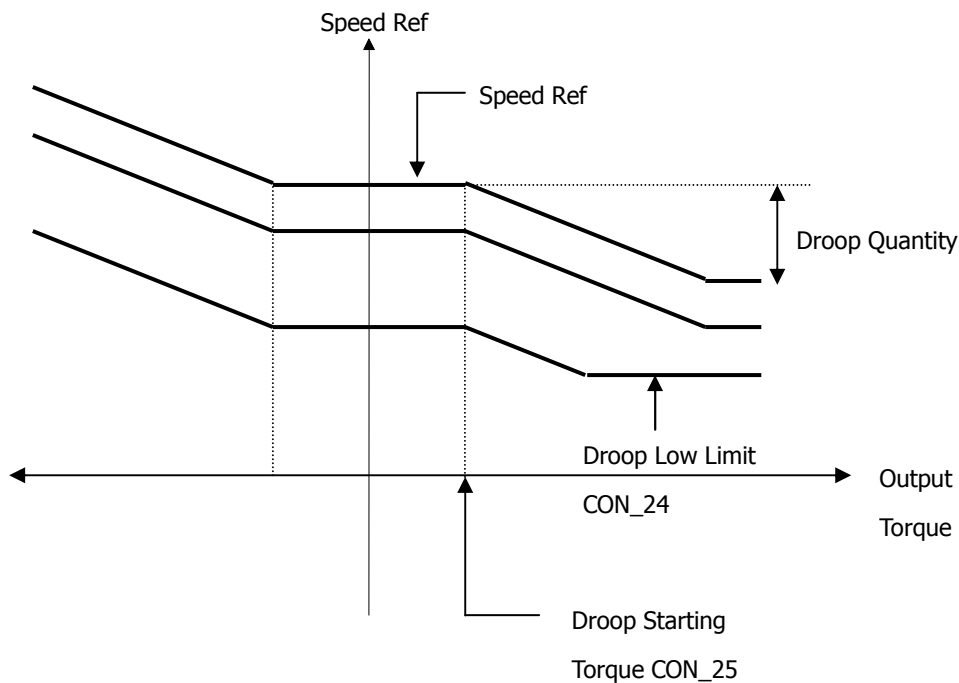 Speed Ref
Speed Ref
Droop Quantity
Droop Low Limit
CON_24
Output
Torque
Droop Starting
Torque CON_25